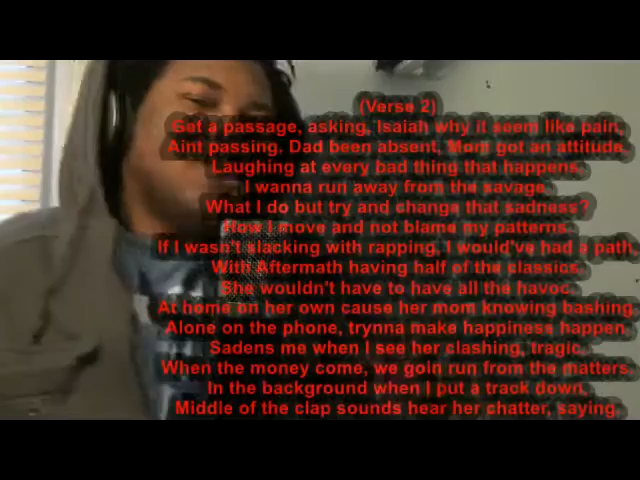 (Verse 2)
Get a passage, asking, Isaiah why it seem like pain,
Aint passing. Dad been absent, Mom got an attitude
Laughing at every bad thing that happens.
I wanna run away from the savage
What I do but try and change that sadness?
How I move and not blame my patterns.
If I wasn't slacking with rapping, I would've had a path,
With Aftermath having half of the classics.
She wouldn't have to have all the havoc
At home on her own cause her mom knowing bashing,
Alone on the phone, trynna make happiness happen,
Sadens me when I see her clashing, tragic.
When the money come, we goin run from the matters
In the background when I put a track down,
Middle of the clap sounds hear her chatter, saying,